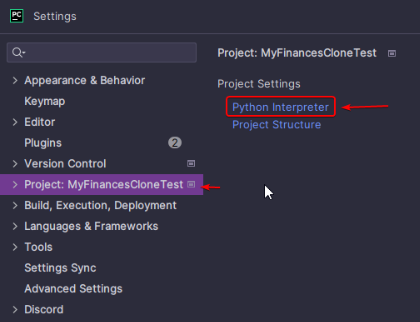 PC
Settings
Appearance & Behavior
Keymap
Editor
Plugins
2
Version Control
Project: MyFinancesCloneTest
Build, Execution, Deployment
Languages & Frameworks
Tools
Settings Sync
Advanced Settings
Discord
Project: MyFinancesCloneTest
Project Settings
Python Interpreter
Project Structure